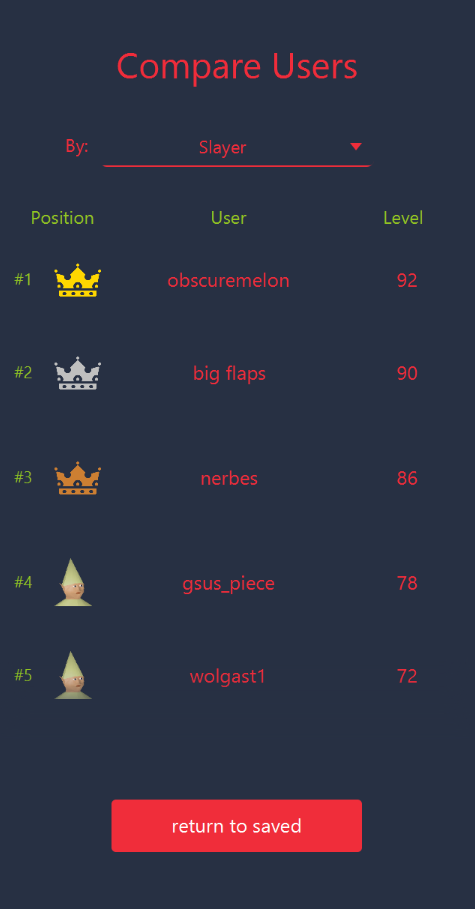 Compare Users
By: Slayer
Position User Level
#1 obscuremelon 92
#2 big flaps 90
#3 nerbes 86
#4 gsus_piece 78
#5 wolgast1 72
return to saved